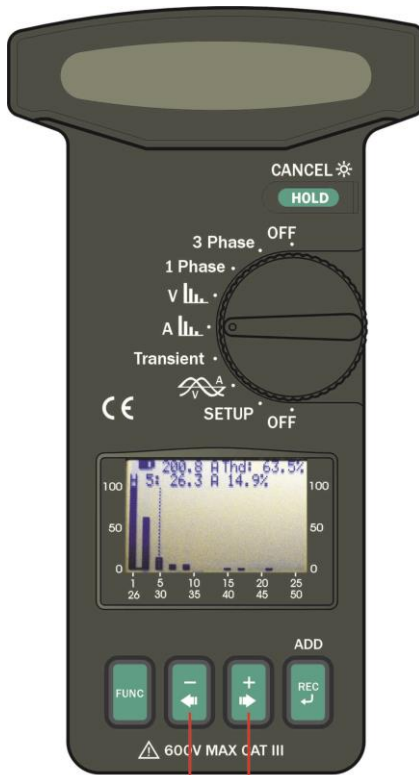 CANCEL
HOLD
OFF
3 Phase
1 Phase
V
A
Transient
A
V
SETUP
OFF
CE
200.8 A Thd: 63.5%
H 5: 26.3 A 14.9%
100 100
50 50
0 0
1 5 10 15 20 25
26 30 35 40 45 50
ADD
FUNC
−
+
REC
600V MAX CAT III